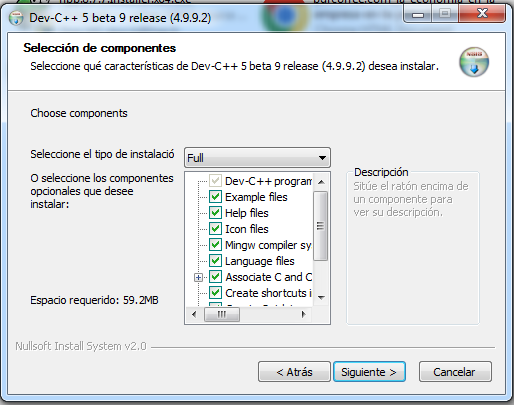 Dev-C++ 5 beta 9 release (4.9.9.2)
Selección de componentes
Seleccione qué características de Dev-C++ 5 beta 9 release (4.9.9.2) desea instalar.
Choose components
Seleccione el tipo de instalació
Full
O seleccione los componentes
opcionales que desee
instalar:
Dev-C++ program
Example files
Help files
Icon files
Mingw compiler sy
Language files
Associate C and C
Create shortcuts i
Descripción
Sitúe el ratón encima de
un componente para
ver su descripción.
Espacio requerido: 59.2MB
Nullsoft Install System v2.0
< Atrás
Siguiente >
Cancelar